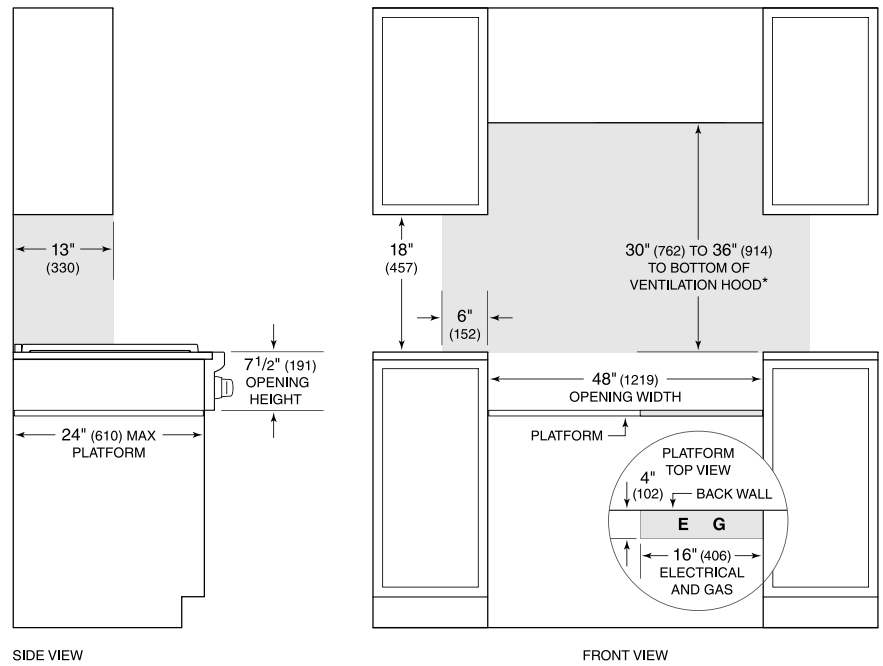 13"
(330)
7 1/2" (191)
OPENING
HEIGHT
24" (610) MAX
PLATFORM
SIDE VIEW
18"
(457)
30" (762) TO 36" (914)
TO BOTTOM OF
VENTILATION HOOD*
6"
(152)
48" (1219)
OPENING WIDTH
PLATFORM
PLATFORM
TOP VIEW
4"
(102)
BACK WALL
E G
16" (406)
ELECTRICAL
AND GAS
FRONT VIEW